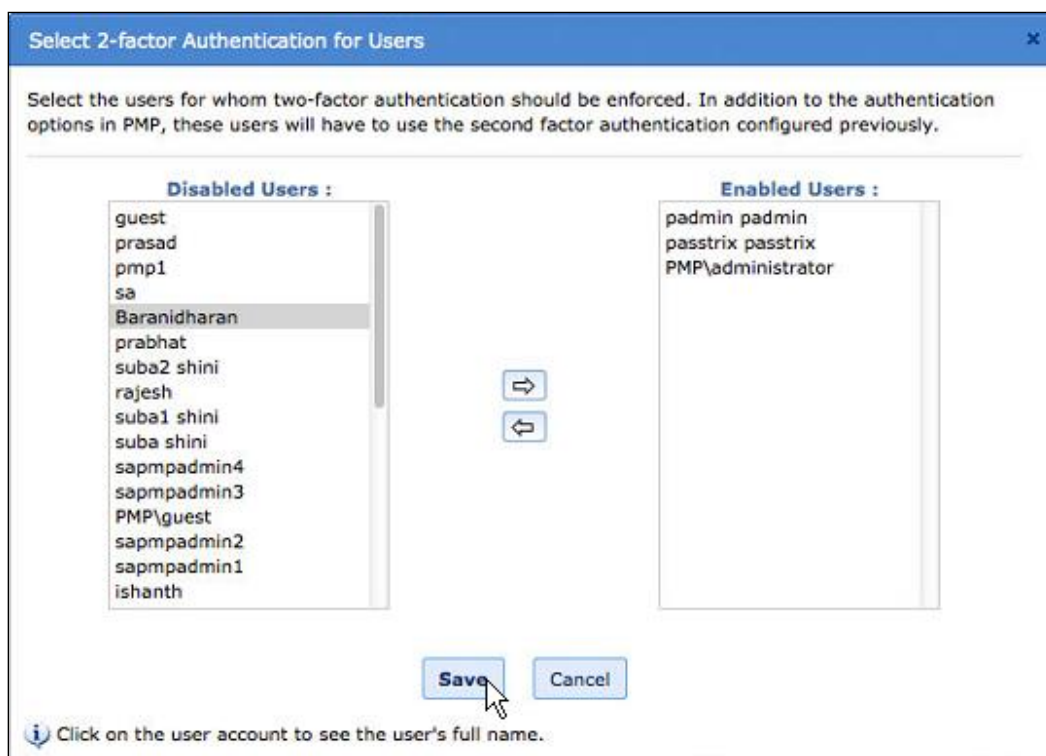 Select 2-factor Authentication for Users
Select the users for whom two-factor authentication should be enforced. In addition to the authentication
options in PMP, these users will have to use the second factor authentication configured previously.
Disabled Users :
guest
prasad
pmp1
sa
Baranidharan
prabhat
suba2 shini
rajesh
suba1 shini
suba shini
sapmpadmin4
sapmpadmin3
PMP\guest
sapmpadmin2
sapmpadmin1
ishanth
Enabled Users :
padmin padmin
passtrix passtrix
PMP\administrator
Save
Cancel
Click on the user account to see the user's full name.